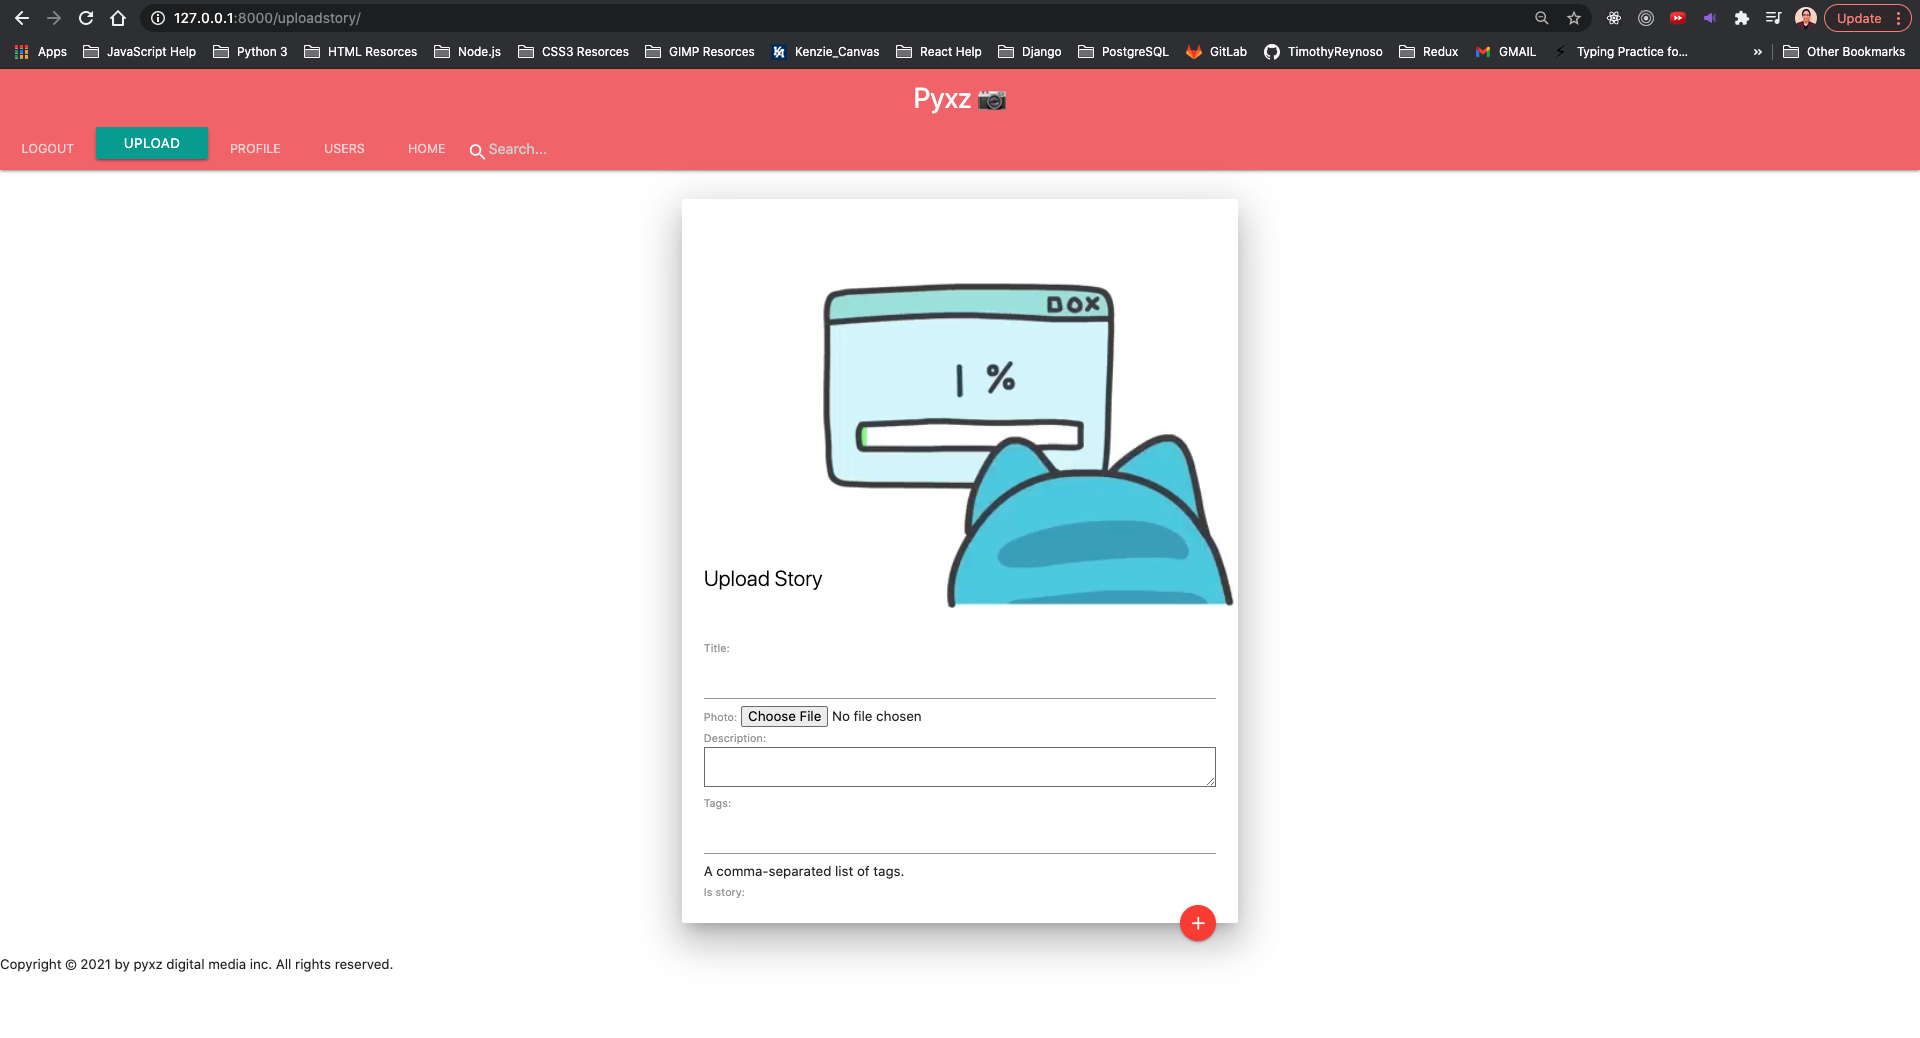 127.0.0.1:8000/uploadstory/
Update
Apps JavaScript Help Python 3 HTML Resorces Node.js CSS3 Resorces GIMP Resorces Kenzie_Canvas React Help Django PostgreSQL GitLab TimothyReynoso Redux GMAIL Typing Practice fo... » Other Bookmarks
Pyxz
LOGOUT UPLOAD PROFILE USERS HOME Search...
BOX
1 %
Upload Story
Title:
Photo: Choose File No file chosen
Description:
Tags:
A comma-separated list of tags.
Is story:
+
Copyright © 2021 by pyxz digital media inc. All rights reserved.